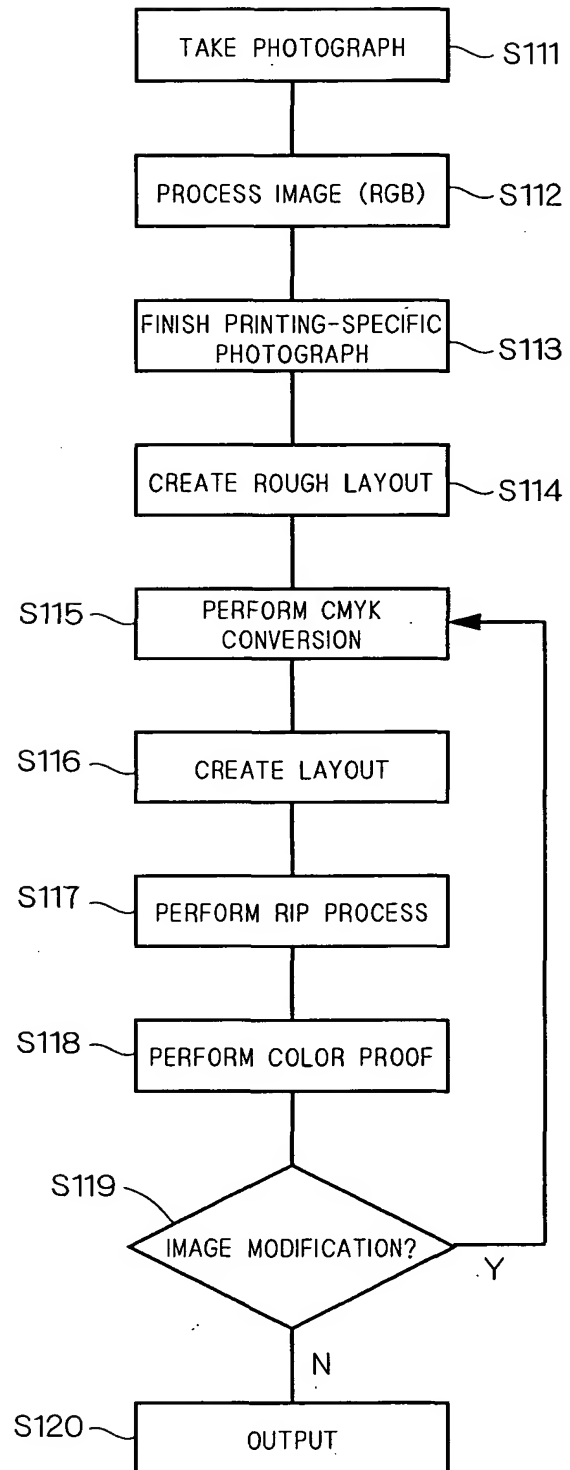 TAKE PHOTOGRAPH
S111
PROCESS IMAGE (RGB)
S112
FINISH PRINTING-SPECIFIC
PHOTOGRAPH
S113
CREATE ROUGH LAYOUT
S114
S115
PERFORM CMYK
CONVERSION
S116
CREATE LAYOUT
S117
PERFORM RIP PROCESS
S118
PERFORM COLOR PROOF
S119
IMAGE MODIFICATION?
Y
N
S120
OUTPUT